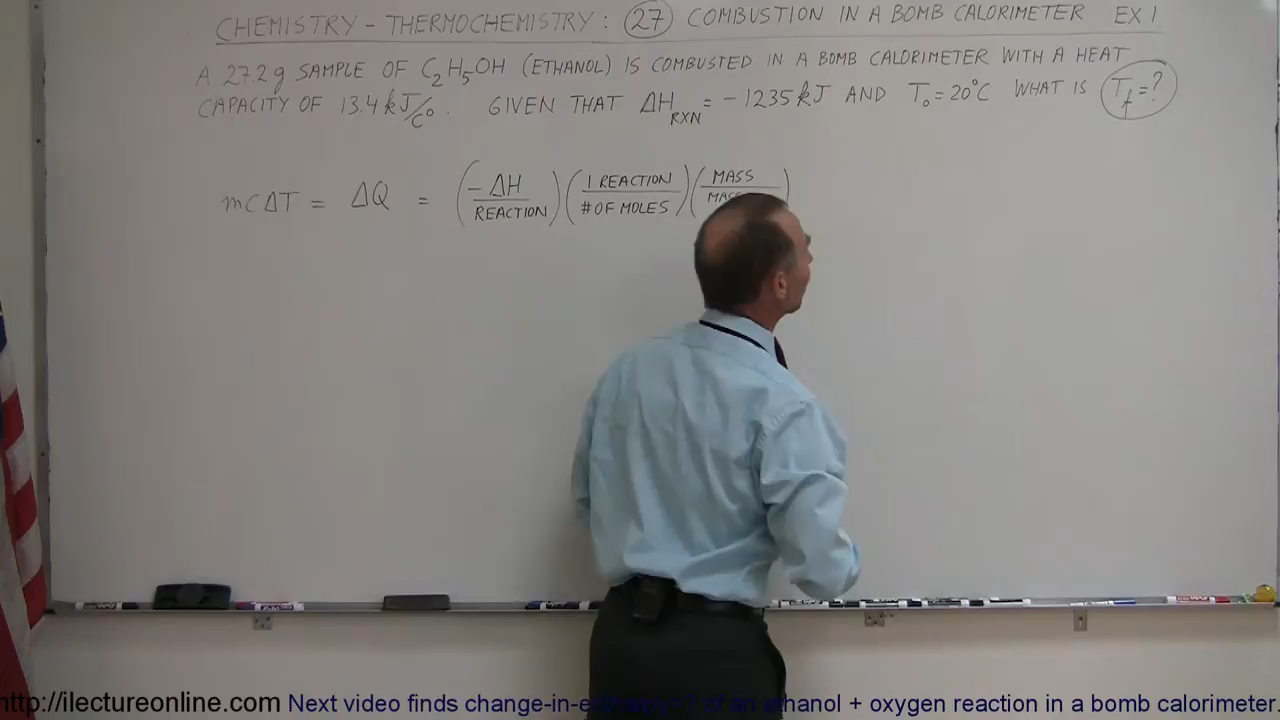 CHEMISTRY - THERMOCHEMISTRY: 27 COMBUSTION IN A BOMB CALORIMETER EX 1
A 27.2 g SAMPLE OF C₂H₅OH (ETHANOL) IS COMBUSTED IN A BOMB CALORIMETER WITH A HEAT
CAPACITY OF 13.4 kJ/C°. GIVEN THAT ΔH_RXN = -1235 kJ AND T₀ = 20°C WHAT IS T_f = ?
mcΔT = ΔQ = (-ΔH / REACTION) (1 REACTION / # OF MOLES) (MASS /
http://ilectureonline.com Next video finds change-in-enthalpy=? of an ethanol + oxygen reaction in a bomb calorimeter.